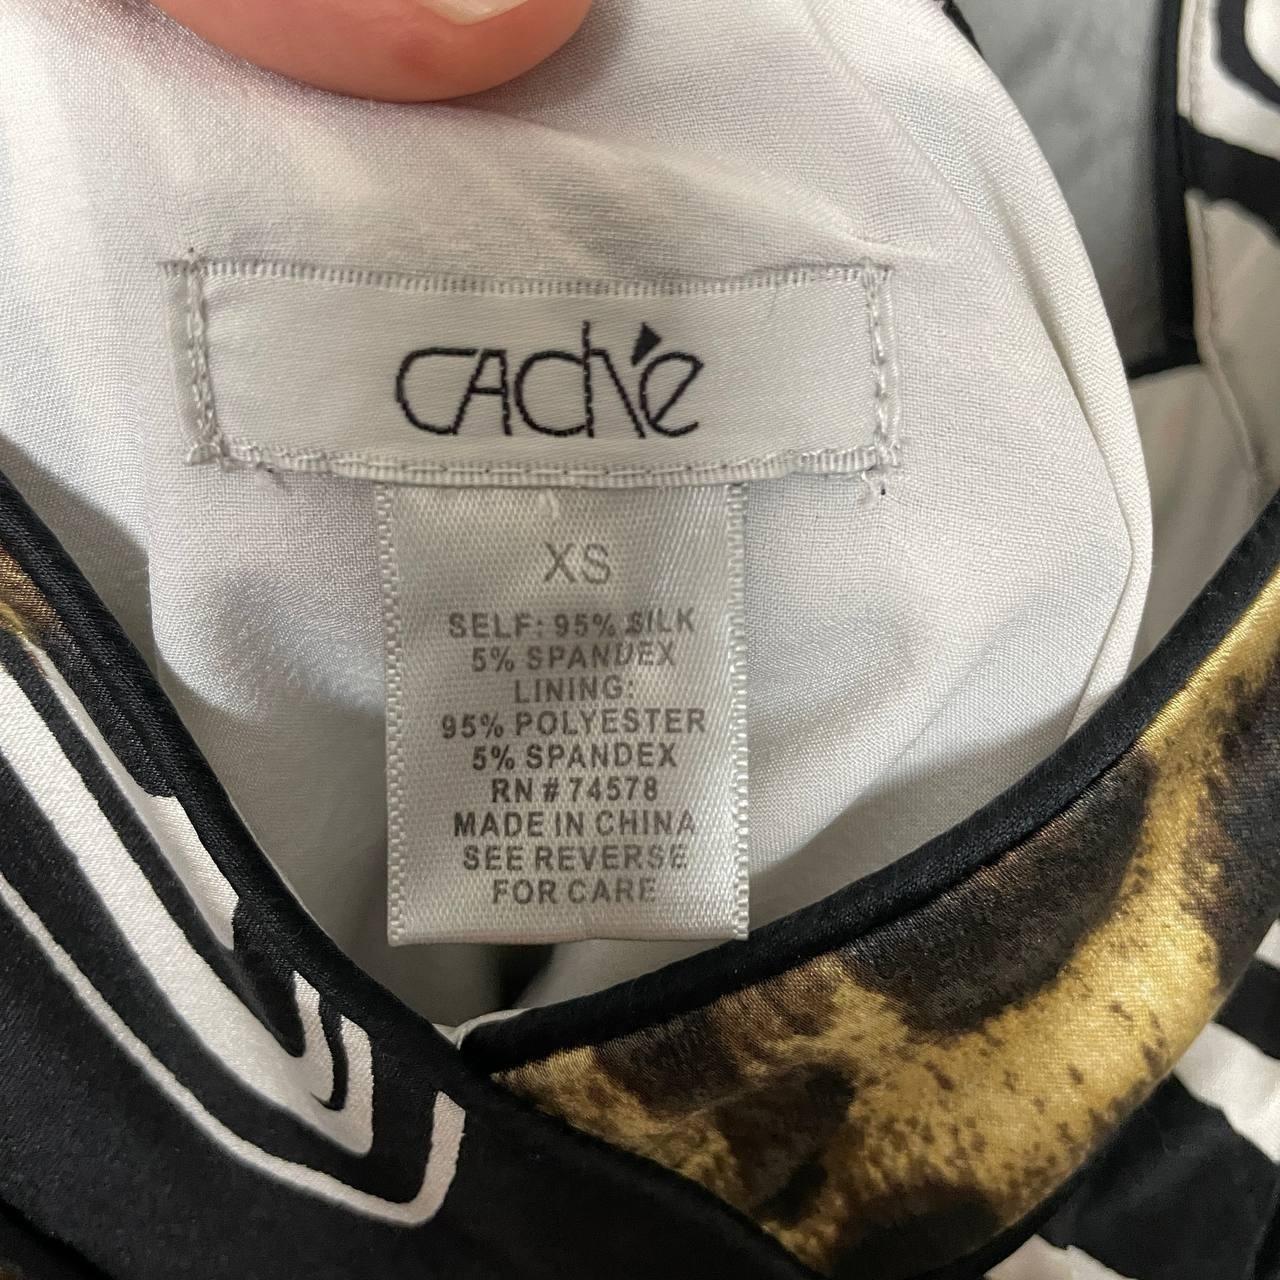 CAché
XS
SELF: 95% SILK
5% SPANDEX
LINING:
95% POLYESTER
5% SPANDEX
RN # 74578
MADE IN CHINA
SEE REVERSE
FOR CARE